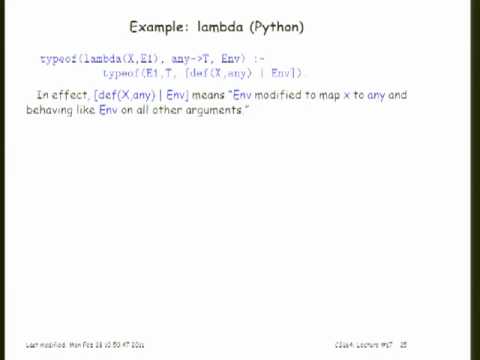 Example: lambda (Python)
typeof(lambda(X,E1), any->T, Env) :-
typeof(E1,T, [def(X,any) | Env]).
In effect, [def(X,any) | Env] means "Env modified to map x to any and
behaving like Env on all other arguments."
Last modified: Mon Feb 28 10:50:47 2011
CS164: Lecture #17 25